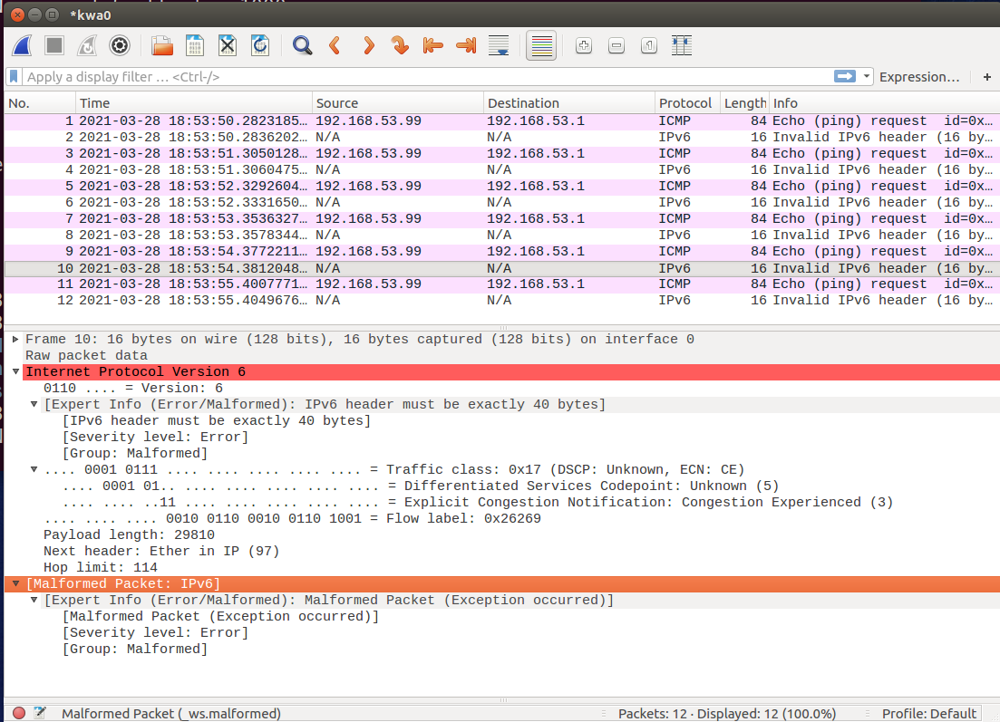 *kwa0
Apply a display filter … <Ctrl-/>
Expression…
+
No. Time Source Destination Protocol Length Info
1 2021-03-28 18:53:50.2823185… 192.168.53.99 192.168.53.1 ICMP 84 Echo (ping) request id=0x…
2 2021-03-28 18:53:50.2836202… N/A N/A IPv6 16 Invalid IPv6 header (16 by…
3 2021-03-28 18:53:51.3050128… 192.168.53.99 192.168.53.1 ICMP 84 Echo (ping) request id=0x…
4 2021-03-28 18:53:51.3060475… N/A N/A IPv6 16 Invalid IPv6 header (16 by…
5 2021-03-28 18:53:52.3292604… 192.168.53.99 192.168.53.1 ICMP 84 Echo (ping) request id=0x…
6 2021-03-28 18:53:52.3331650… N/A N/A IPv6 16 Invalid IPv6 header (16 by…
7 2021-03-28 18:53:53.3536327… 192.168.53.99 192.168.53.1 ICMP 84 Echo (ping) request id=0x…
8 2021-03-28 18:53:53.3578344… N/A N/A IPv6 16 Invalid IPv6 header (16 by…
9 2021-03-28 18:53:54.3772211… 192.168.53.99 192.168.53.1 ICMP 84 Echo (ping) request id=0x…
10 2021-03-28 18:53:54.3812048… N/A N/A IPv6 16 Invalid IPv6 header (16 by…
11 2021-03-28 18:53:55.4007771… 192.168.53.99 192.168.53.1 ICMP 84 Echo (ping) request id=0x…
12 2021-03-28 18:53:55.4049676… N/A N/A IPv6 16 Invalid IPv6 header (16 by…
Frame 10: 16 bytes on wire (128 bits), 16 bytes captured (128 bits) on interface 0
Raw packet data
Internet Protocol Version 6
0110 .... = Version: 6
[Expert Info (Error/Malformed): IPv6 header must be exactly 40 bytes]
[IPv6 header must be exactly 40 bytes]
[Severity level: Error]
[Group: Malformed]
.... 0001 0111 .... .... .... .... .... = Traffic class: 0x17 (DSCP: Unknown, ECN: CE)
.... 0001 01.. .... .... .... .... .... = Differentiated Services Codepoint: Unknown (5)
.... .... ..11 .... .... .... .... .... = Explicit Congestion Notification: Congestion Experienced (3)
.... .... .... 0010 0110 0010 0110 1001 = Flow label: 0x26269
Payload length: 29810
Next header: Ether in IP (97)
Hop limit: 114
[Malformed Packet: IPv6]
[Expert Info (Error/Malformed): Malformed Packet (Exception occurred)]
[Malformed Packet (Exception occurred)]
[Severity level: Error]
[Group: Malformed]
Malformed Packet (_ws.malformed)
Packets: 12 · Displayed: 12 (100.0%)
Profile: Default